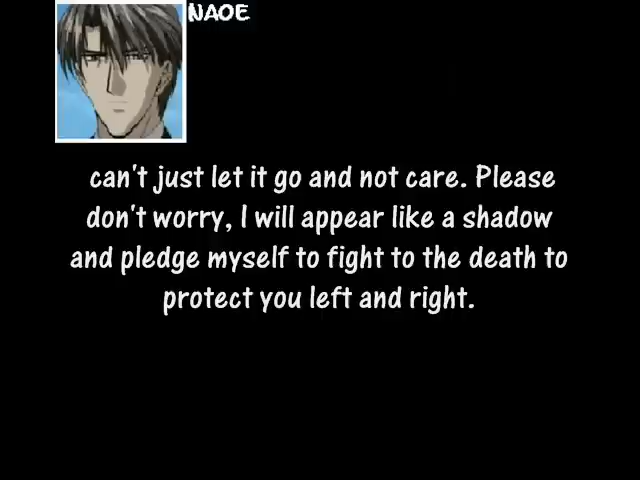 NAOE
can't just let it go and not care. Please
don't worry, I will appear like a shadow
and pledge myself to fight to the death to
protect you left and right.